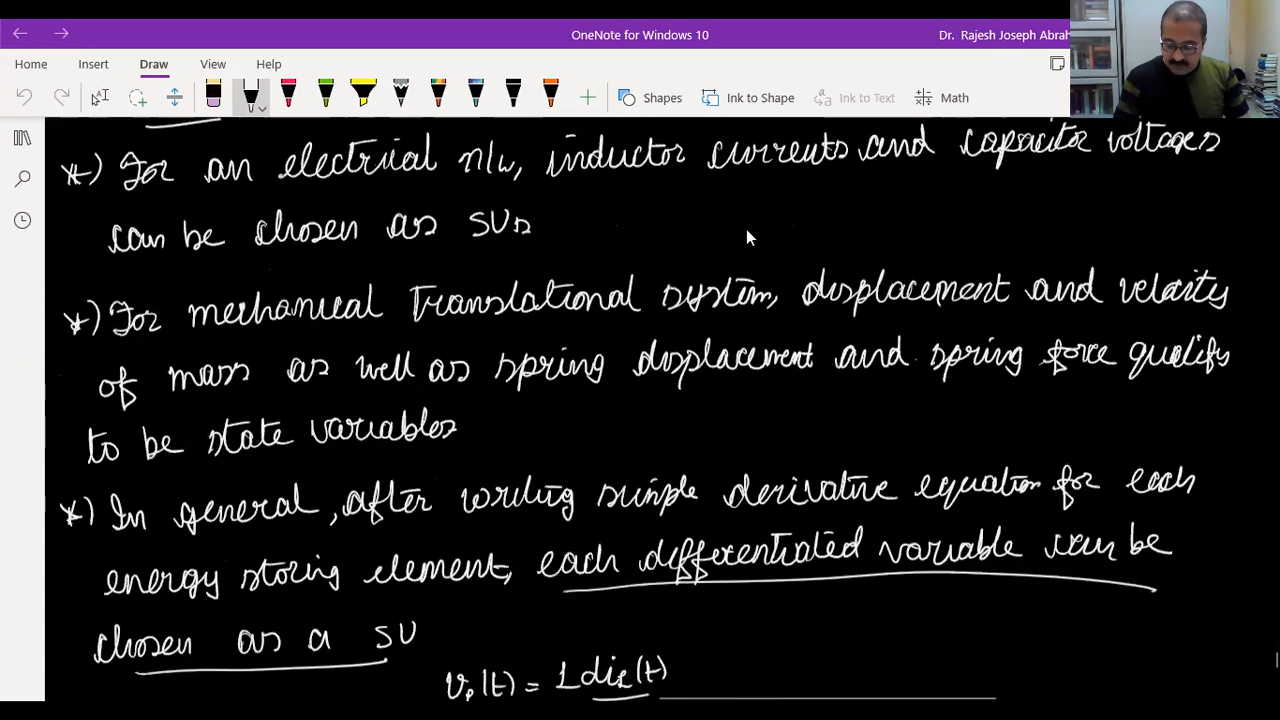 OneNote for Windows 10
Dr. Rajesh Joseph Abrah
Home Insert Draw View Help
Shapes Ink to Shape Ink to Text Math
*) For an electrical n/w, inductor currents and capacitor voltages
can be chosen as SVs
*) For mechanical translational system, displacement and velocity
of mass as well as spring displacement and spring force qualify
to be state variables
*) In general, after writing simple derivative equation for each
energy storing element, each differentiated variable can be
chosen as a SV
v_L(t) = L di_L(t)